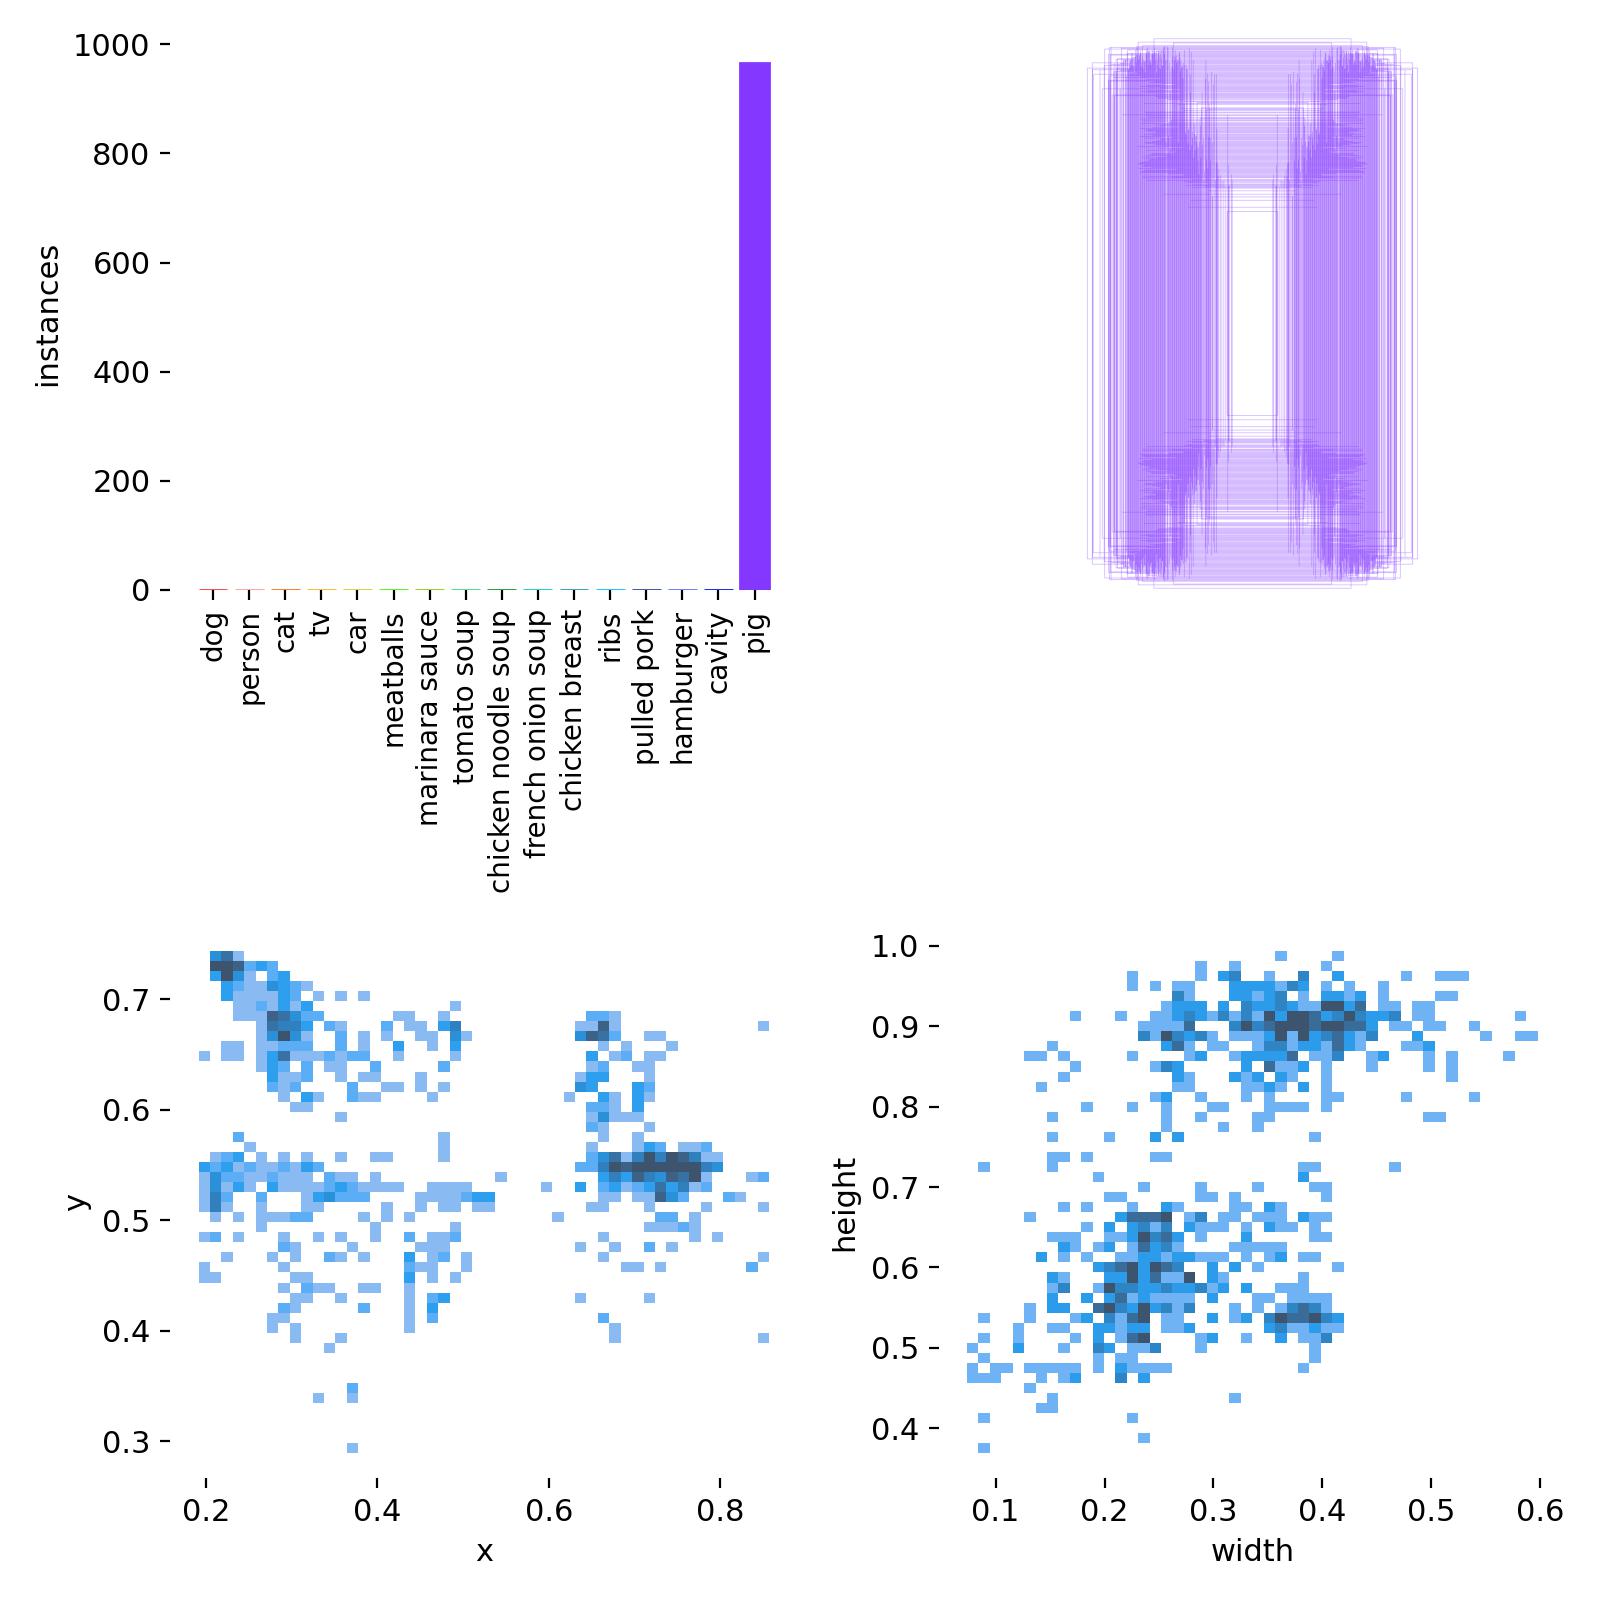 1000
800
600
400
200
0
instances
dog
person
cat
tv
car
meatballs
marinara sauce
tomato soup
chicken noodle soup
french onion soup
chicken breast
ribs
pulled pork
hamburger
cavity
pig
0.7
0.6
0.5
0.4
0.3
y
0.2 0.4 0.6 0.8
x
1.0
0.9
0.8
0.7
0.6
0.5
0.4
height
0.1 0.2 0.3 0.4 0.5 0.6
width